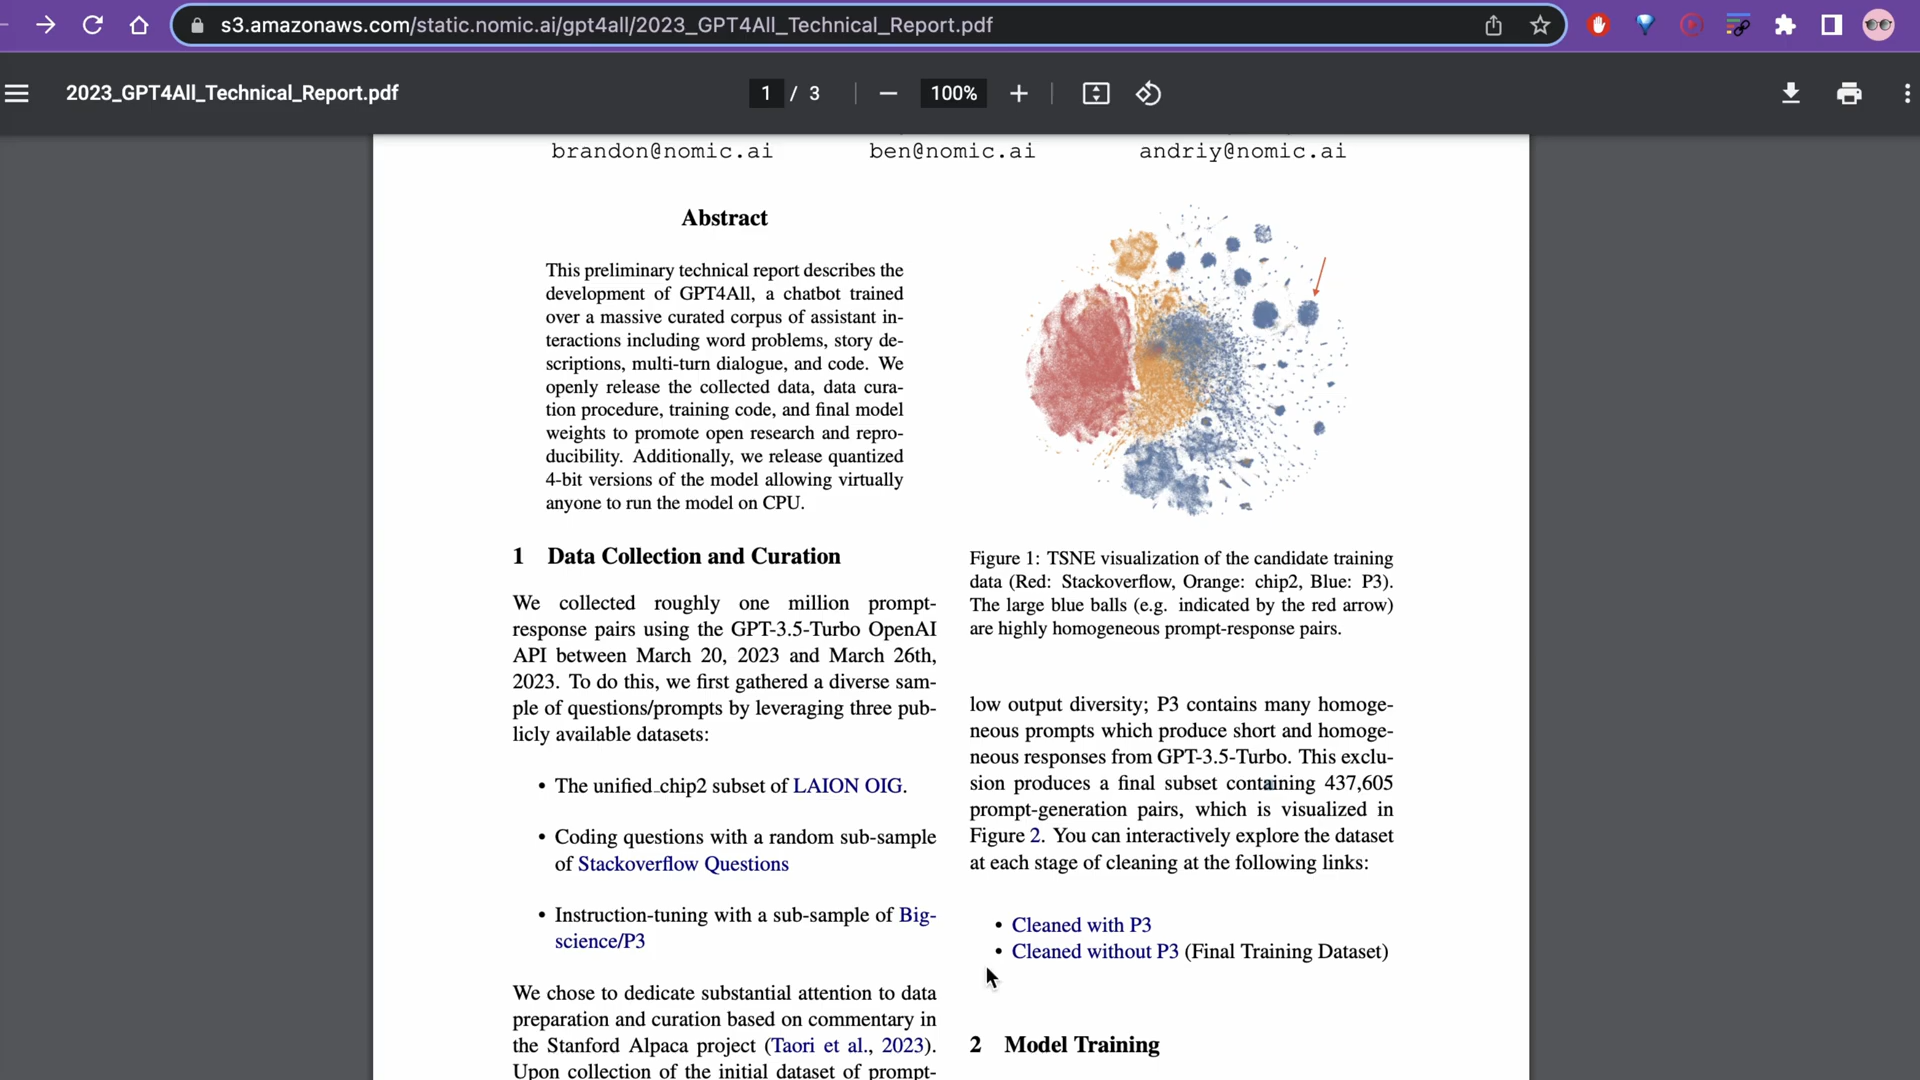 s3.amazonaws.com/static.nomic.ai/gpt4all/2023_GPT4All_Technical_Report.pdf
2023_GPT4All_Technical_Report.pdf
1 / 3
100%
brandon@nomic.ai
ben@nomic.ai
andriy@nomic.ai
Abstract
This preliminary technical report describes the
development of GPT4All, a chatbot trained
over a massive curated corpus of assistant in-
teractions including word problems, story de-
scriptions, multi-turn dialogue, and code. We
openly release the collected data, data cura-
tion procedure, training code, and final model
weights to promote open research and repro-
ducibility. Additionally, we release quantized
4-bit versions of the model allowing virtually
anyone to run the model on CPU.
1 Data Collection and Curation
We collected roughly one million prompt-
response pairs using the GPT-3.5-Turbo OpenAI
API between March 20, 2023 and March 26th,
2023. To do this, we first gathered a diverse sam-
ple of questions/prompts by leveraging three pub-
licly available datasets:
• The unified_chip2 subset of LAION OIG.
• Coding questions with a random sub-sample
of Stackoverflow Questions
• Instruction-tuning with a sub-sample of Big-
science/P3
We chose to dedicate substantial attention to data
preparation and curation based on commentary in
the Stanford Alpaca project (Taori et al., 2023).
Upon collection of the initial dataset of prompt-
Figure 1: TSNE visualization of the candidate training
data (Red: Stackoverflow, Orange: chip2, Blue: P3).
The large blue balls (e.g. indicated by the red arrow)
are highly homogeneous prompt-response pairs.
low output diversity; P3 contains many homoge-
neous prompts which produce short and homoge-
neous responses from GPT-3.5-Turbo. This exclu-
sion produces a final subset containing 437,605
prompt-generation pairs, which is visualized in
Figure 2. You can interactively explore the dataset
at each stage of cleaning at the following links:
• Cleaned with P3
• Cleaned without P3 (Final Training Dataset)
2 Model Training